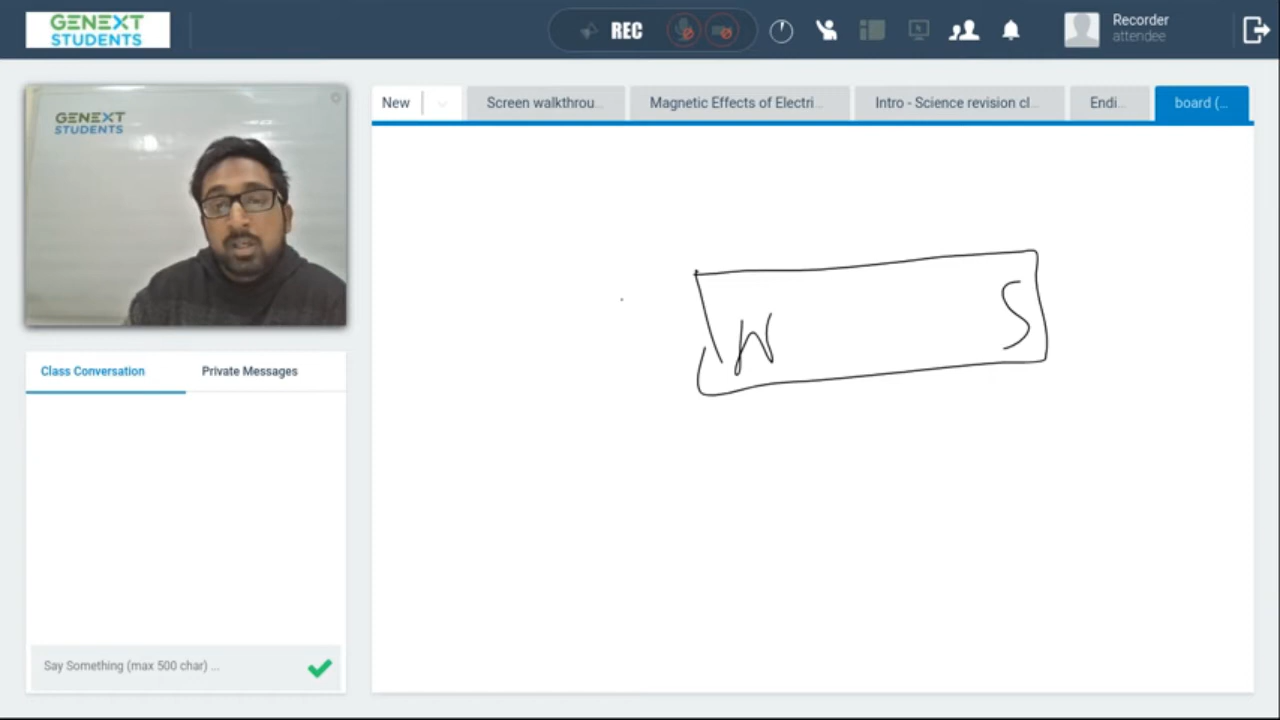 GENEXT
STUDENTS
REC
Recorder
attendee
GENEXT
STUDENTS
New
Screen walkthrou...
Magnetic Effects of Electri...
Intro - Science revision cl...
Endi...
board (...
N S
Class Conversation
Private Messages
Say Something (max 500 char) ...